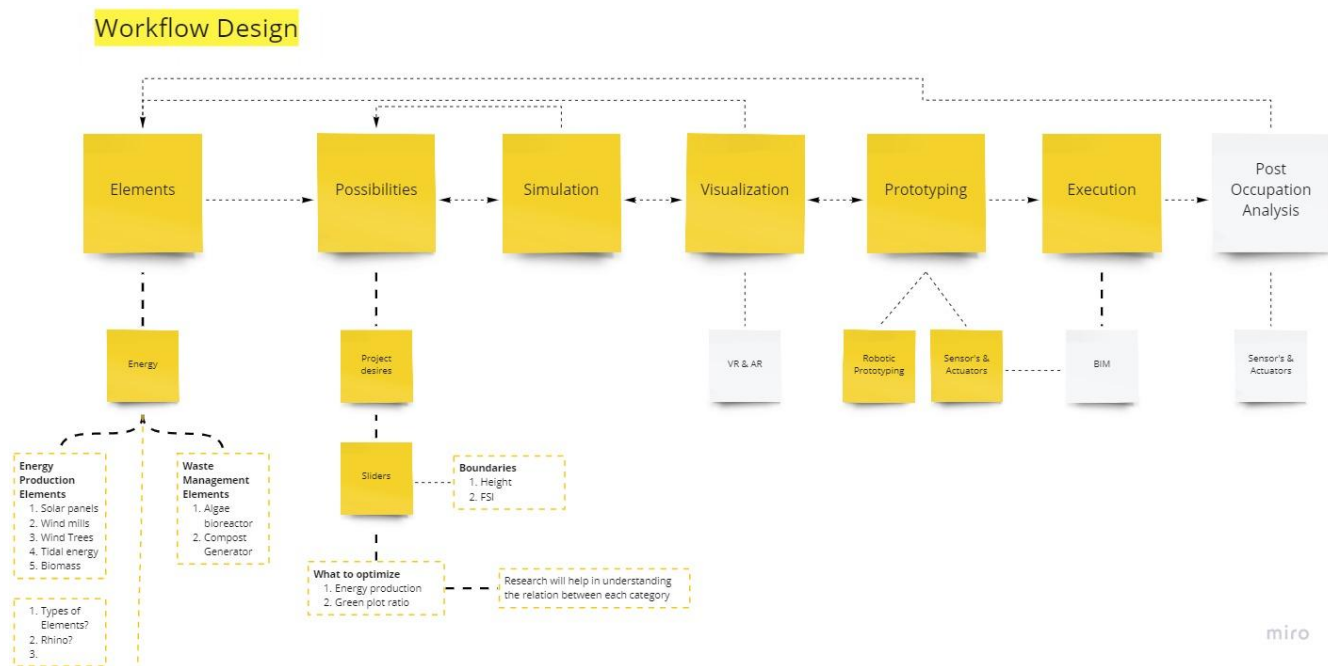 Workflow Design
Elements
Possibilities
Simulation
Visualization
Prototyping
Execution
Post
Occupation
Analysis
Energy
Project
desires
VR & AR
Robotic
Prototyping
Sensor's &
Actuators
BIM
Sensor's &
Actuators
Energy
Production
Elements
1. Solar panels
2. Wind mills
3. Wind Trees
4. Tidal energy
5. Biomass
Waste
Management
Elements
1. Algae
bioreactor
2. Compost
Generator
Sliders
Boundaries
1. Height
2. FSI
What to optimize
1. Energy production
2. Green plot ratio
Research will help in understanding
the relation between each category
1. Types of
Elements?
2. Rhino?
3.
miro